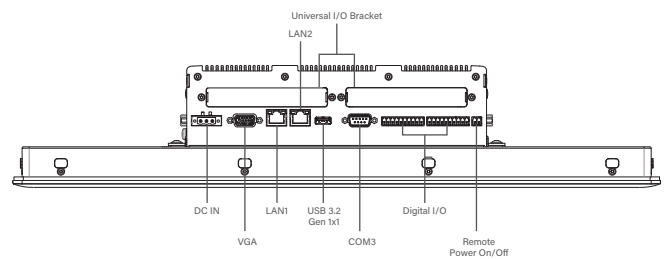 Universal I/O Bracket
LAN2
DC IN
LAN1
USB 3.2
Gen 1x1
Digital I/O
VGA
COM3
Remote
Power On/Off